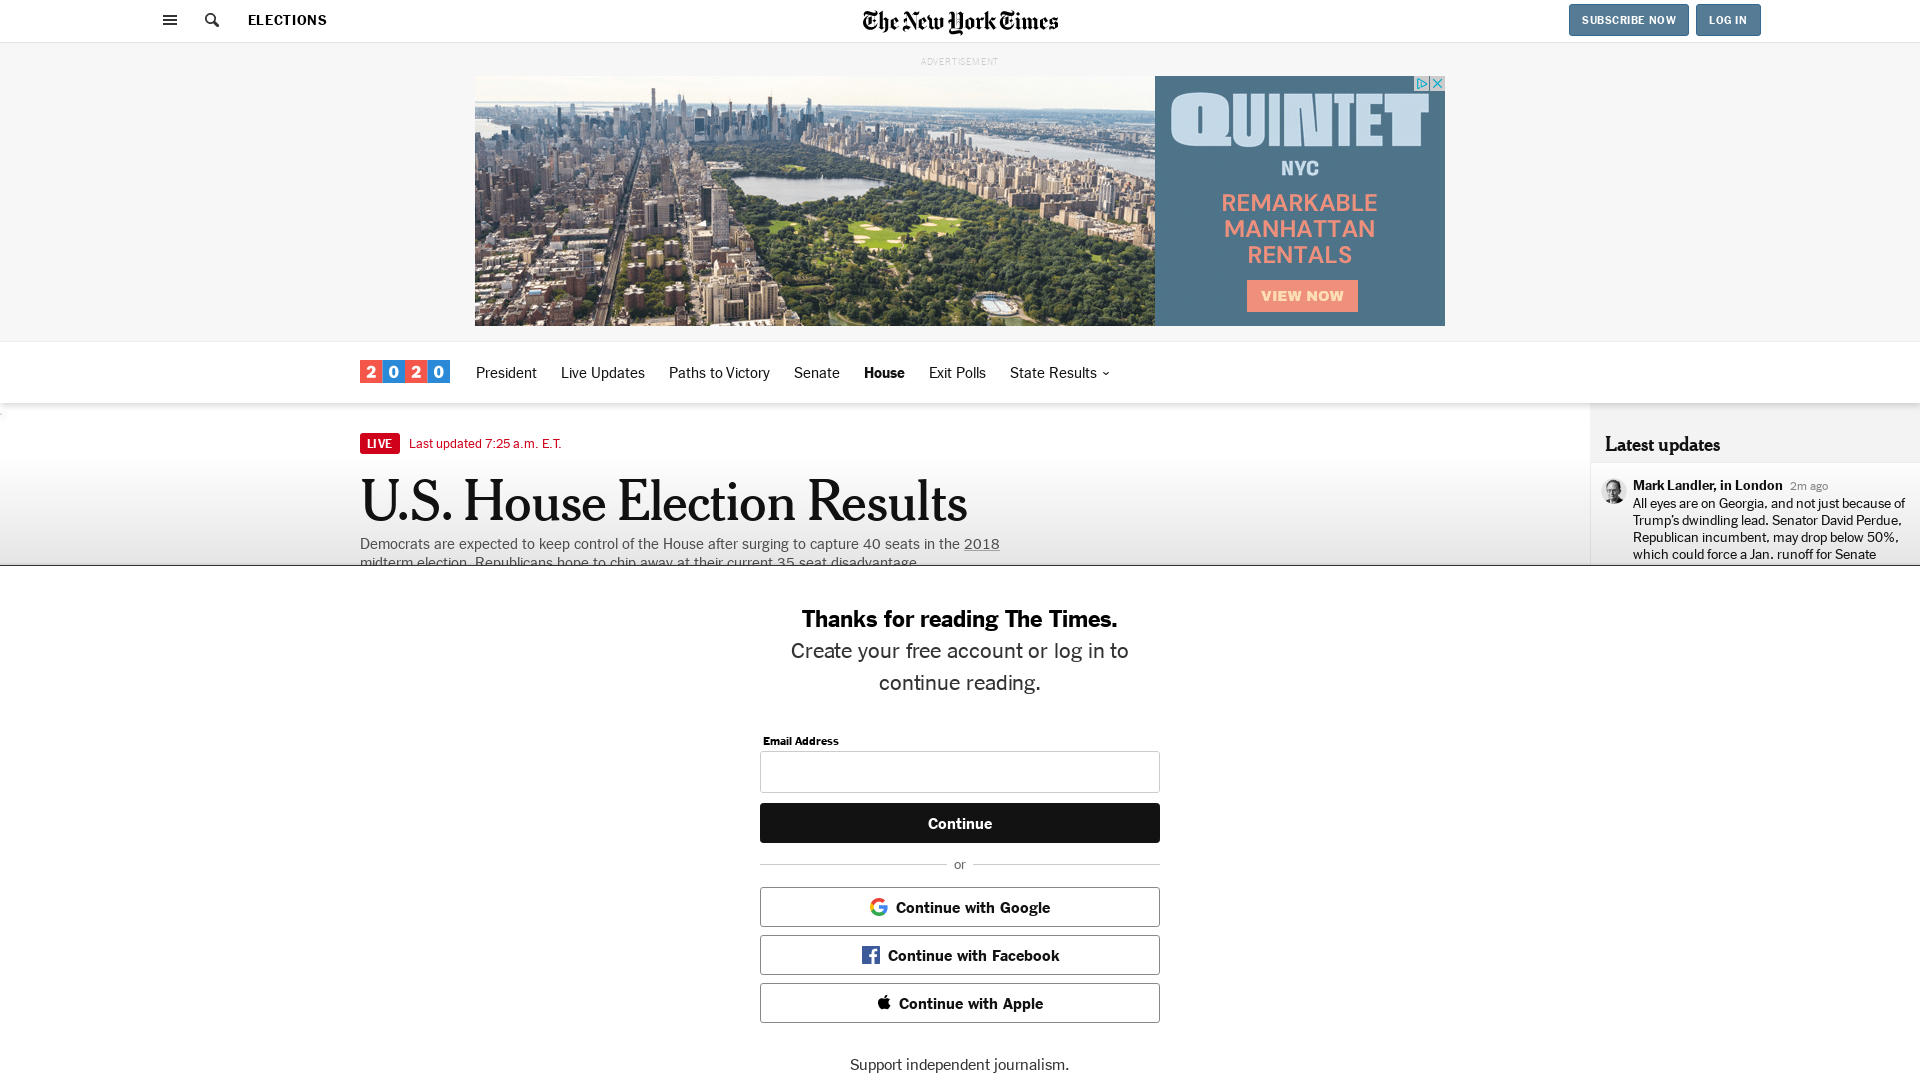 ELECTIONS
The New York Times
SUBSCRIBE NOW
LOG IN
ADVERTISEMENT
QUINTET
NYC
REMARKABLE
MANHATTAN
RENTALS
VIEW NOW
2020
President
Live Updates
Paths to Victory
Senate
House
Exit Polls
State Results
LIVE
Last updated 7:25 a.m. E.T.
U.S. House Election Results
Democrats are expected to keep control of the House after surging to capture 40 seats in the 2018
midterm election. Republicans hope to chip away at their current 35 seat disadvantage.
Latest updates
Mark Landler, in London 2m ago
All eyes are on Georgia, and not just because of
Trump's dwindling lead. Senator David Perdue,
Republican incumbent, may drop below 50%,
which could force a Jan. runoff for Senate
Thanks for reading The Times.
Create your free account or log in to
continue reading.
Email Address
Continue
or
Continue with Google
Continue with Facebook
Continue with Apple
Support independent journalism.